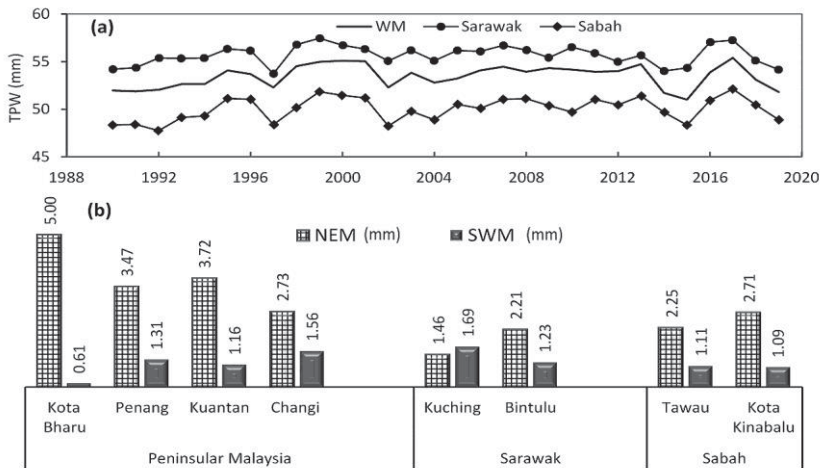 60
(a)
WM Sarawak Sabah
55
TPW (mm)
50
45
1988 1992 1996 2000 2004 2008 2012 2016 2020
(b)
NEM (mm) SWM (mm)
5.00 0.61 3.47 1.31 3.72 1.16 2.73 1.56 1.46 1.69 2.21 1.23 2.25 1.11 2.71 1.09
Kota Bharu Penang Kuantan Changi Kuching Bintulu Tawau Kota Kinabalu
Peninsular Malaysia Sarawak Sabah